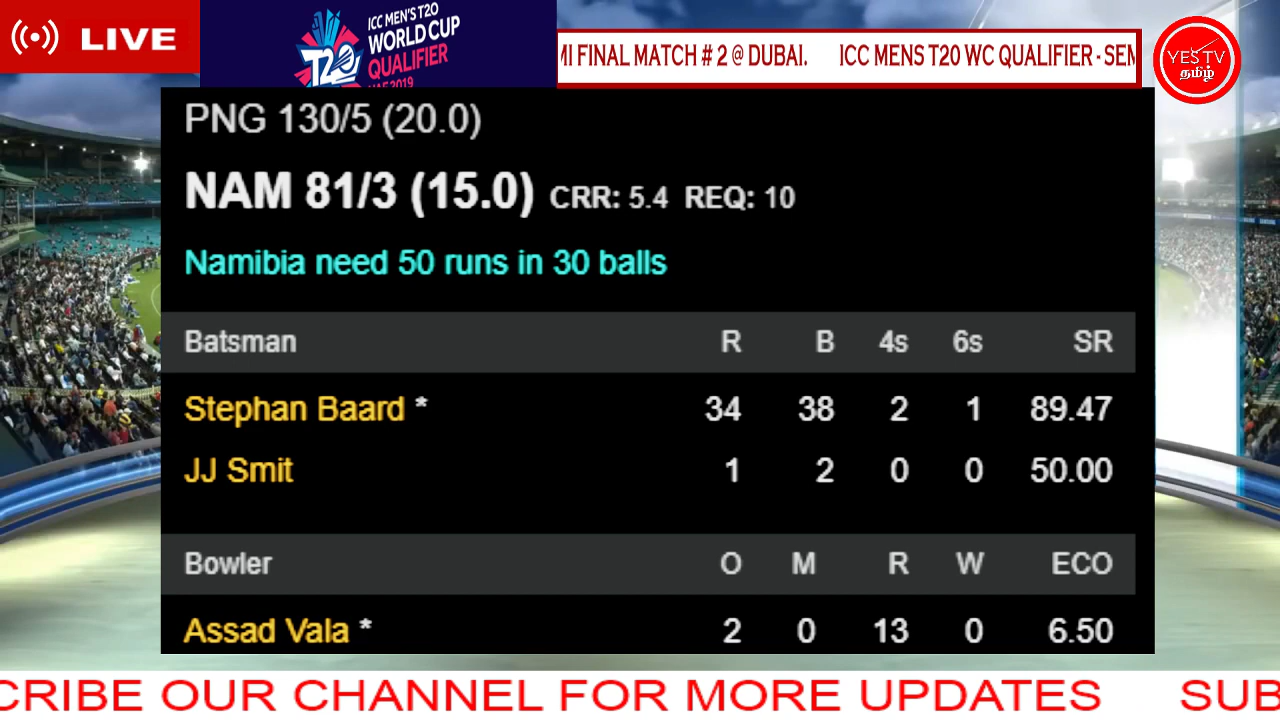 LIVE
ICC MEN'S T20
WORLD CUP
QUALIFIER
UAE 2019
T20
MI FINAL MATCH # 2 @ DUBAI. ICC MENS T20 WC QUALIFIER - SEM
YES TV
தமிழ்
PNG 130/5 (20.0)
NAM 81/3 (15.0) CRR: 5.4 REQ: 10
Namibia need 50 runs in 30 balls
Batsman R B 4s 6s SR
Stephan Baard * 34 38 2 1 89.47
JJ Smit 1 2 0 0 50.00
Bowler O M R W ECO
Assad Vala * 2 0 13 0 6.50
CRIBE OUR CHANNEL FOR MORE UPDATES SUB